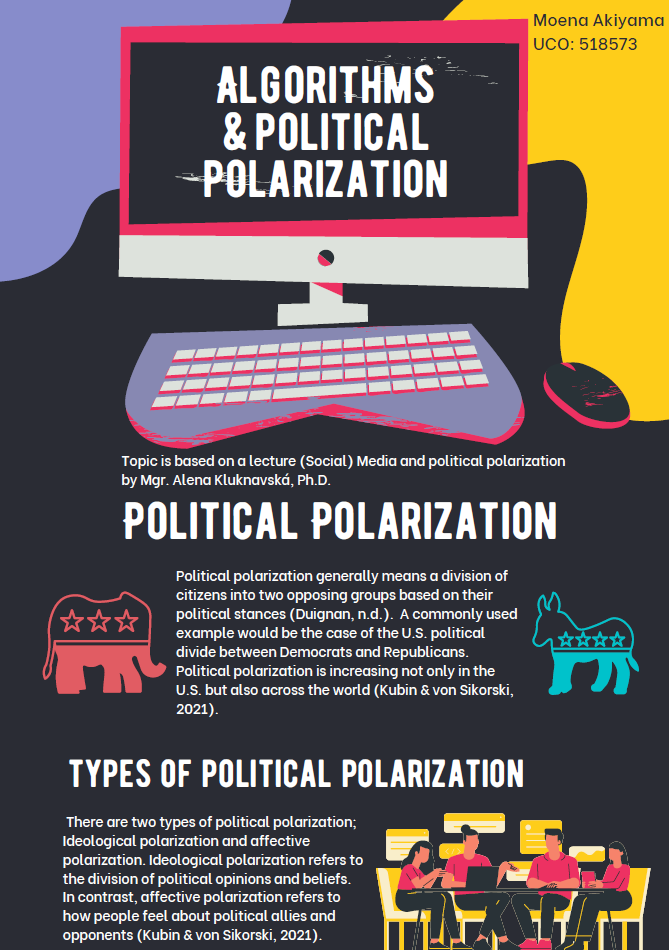 Moena Akiyama
UCO: 518573
ALGORITHMS
& POLITICAL
POLARIZATION
Topic is based on a lecture (Social) Media and political polarization
by Mgr. Alena Kluknavská, Ph.D.
POLITICAL POLARIZATION
Political polarization generally means a division of
citizens into two opposing groups based on their
political stances (Duignan, n.d.). A commonly used
example would be the case of the U.S. political
divide between Democrats and Republicans.
Political polarization is increasing not only in the
U.S. but also across the world (Kubin & von Sikorski,
2021).
TYPES OF POLITICAL POLARIZATION
There are two types of political polarization;
Ideological polarization and affective
polarization. Ideological polarization refers to
the division of political opinions and beliefs.
In contrast, affective polarization refers to
how people feel about political allies and
opponents (Kubin & von Sikorski, 2021).